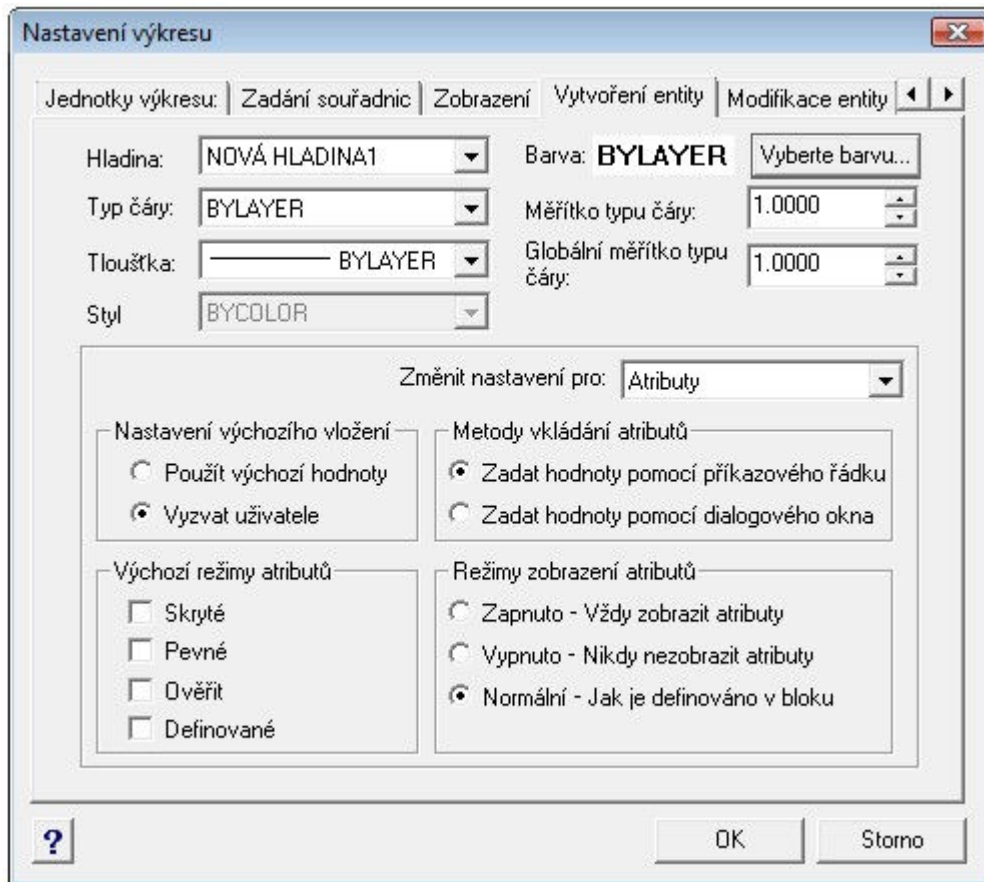 Nastavení výkresu
Jednotky výkresu:
Zadání souřadnic
Zobrazení
Vytvoření entity
Modifikace entity
Hladina: NOVÁ HLADINA1
Barva: BYLAYER Vyberte barvu...
Typ čáry: BYLAYER
Měřítko typu čáry: 1.0000
Tloušťka: BYLAYER
Globální měřítko typu
čáry: 1.0000
Styl BYCOLOR
Změnit nastavení pro: Atributy
Nastavení výchozího vložení
Použít výchozí hodnoty
Vyzvat uživatele
Metody vkládání atributů
Zadat hodnoty pomocí příkazového řádku
Zadat hodnoty pomocí dialogového okna
Výchozí režimy atributů
Skryté
Pevné
Ověřit
Definované
Režimy zobrazení atributů
Zapnuto - Vždy zobrazit atributy
Vypnuto - Nikdy nezobrazit atributy
Normální - Jak je definováno v bloku
?
OK
Storno